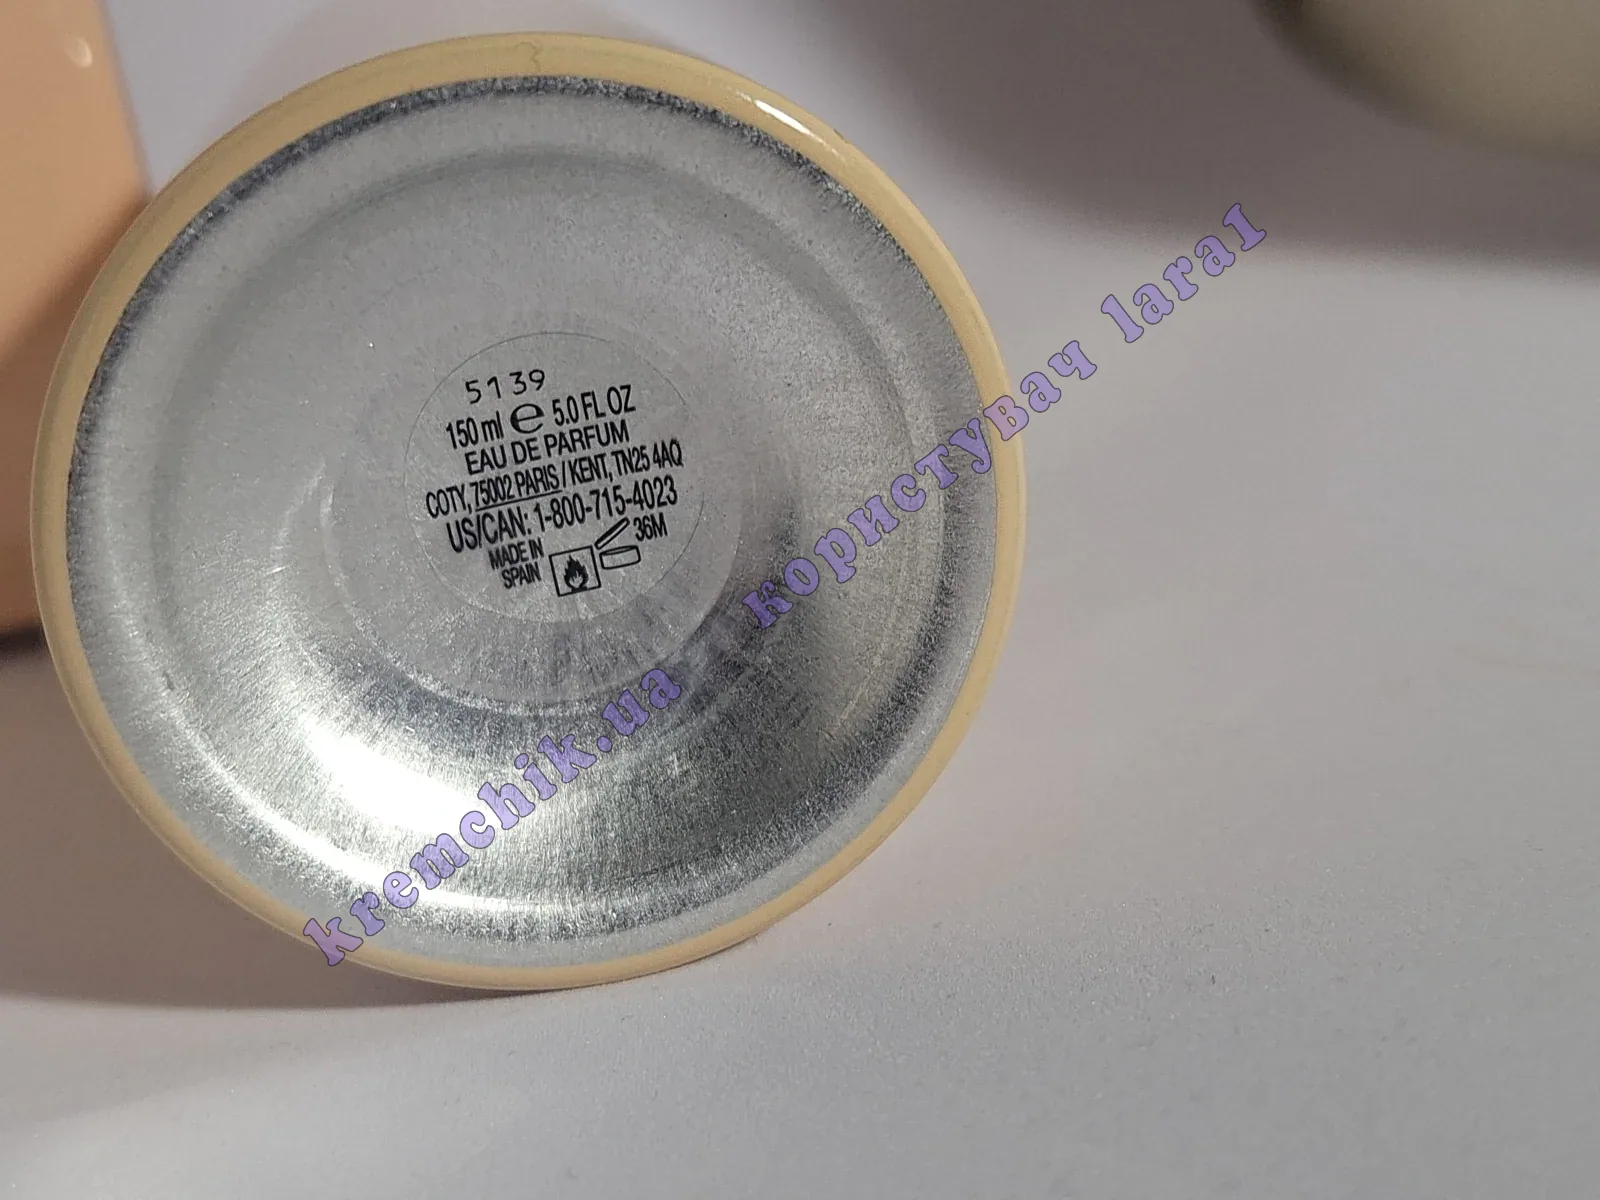 5139
150 ml e 5.0 FL OZ
EAU DE PARFUM
COTY, 75002 PARIS / KENT, TN25 4AQ
US/CAN: 1-800-715-4023
MADE IN
SPAIN
36M
kremchik.ua користувач lara1